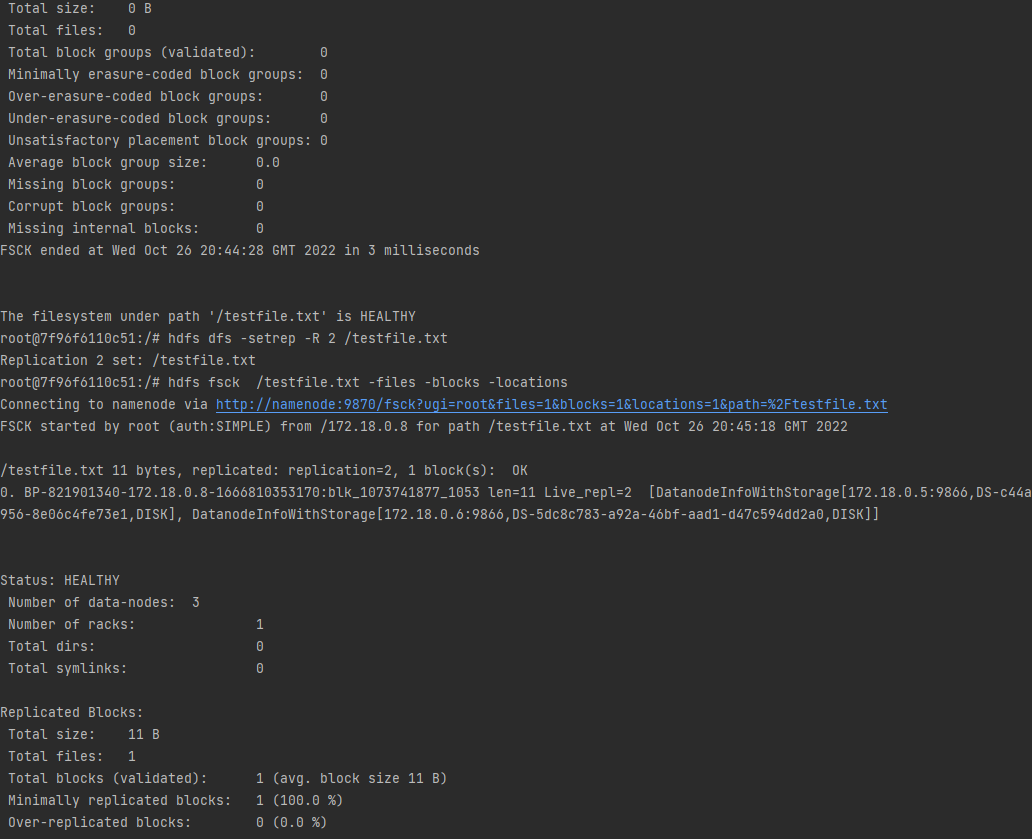 Total size:    0 B
Total files:   0
Total block groups (validated):        0
Minimally erasure-coded block groups:  0
Over-erasure-coded block groups:       0
Under-erasure-coded block groups:      0
Unsatisfactory placement block groups: 0
Average block group size:      0.0
Missing block groups:          0
Corrupt block groups:          0
Missing internal blocks:       0
FSCK ended at Wed Oct 26 20:44:28 GMT 2022 in 3 milliseconds
The filesystem under path '/testfile.txt' is HEALTHY
root@7f96f6110c51:/# hdfs dfs -setrep -R 2 /testfile.txt
Replication 2 set: /testfile.txt
root@7f96f6110c51:/# hdfs fsck  /testfile.txt -files -blocks -locations
Connecting to namenode via http://namenode:9870/fsck?ugi=root&files=1&blocks=1&locations=1&path=%2Ftestfile.txt
FSCK started by root (auth:SIMPLE) from /172.18.0.8 for path /testfile.txt at Wed Oct 26 20:45:18 GMT 2022
/testfile.txt 11 bytes, replicated: replication=2, 1 block(s):  OK
0. BP-821901340-172.18.0.8-1666810353170:blk_1073741877_1053 len=11 Live_repl=2  [DatanodeInfoWithStorage[172.18.0.5:9866,DS-c44a
956-8e06c4fe73e1,DISK], DatanodeInfoWithStorage[172.18.0.6:9866,DS-5dc8c783-a92a-46bf-aad1-d47c594dd2a0,DISK]]
Status: HEALTHY
Number of data-nodes:  3
Number of racks:               1
Total dirs:                    0
Total symlinks:                0
Replicated Blocks:
Total size:    11 B
Total files:   1
Total blocks (validated):      1 (avg. block size 11 B)
Minimally replicated blocks:   1 (100.0 %)
Over-replicated blocks:        0 (0.0 %)